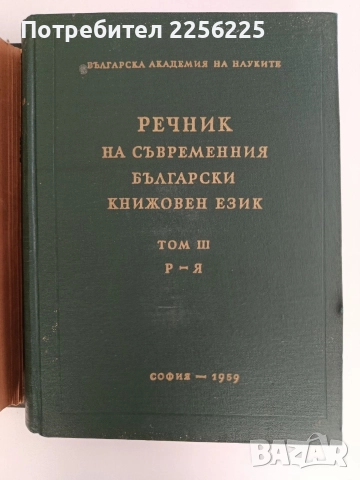 Потребител 2256225
БЪЛГАРСКА АКАДЕМИЯ НА НАУКИТЕ
РЕЧНИК
НА СЪВРЕМЕННИЯ
БЪЛГАРСКИ
КНИЖОВЕН ЕЗИК
ТОМ III
Р – Я
СОФИЯ – 1959
BAZAR